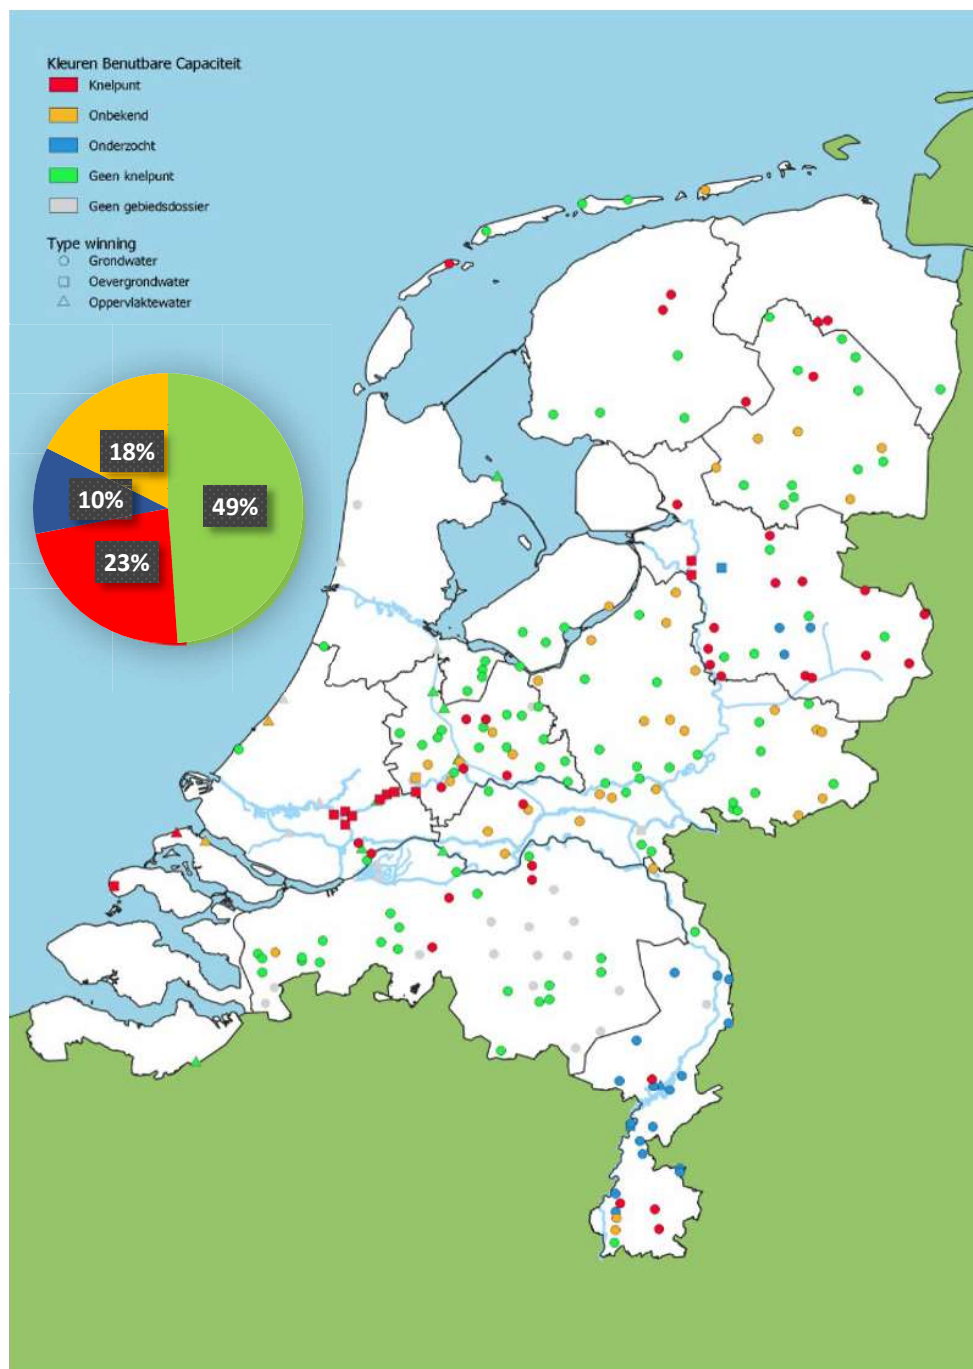 Kleuren Benutbare Capaciteit
Knelpunt
Onbekend
Onderzocht
Geen knelpunt
Geen gebiedsdossier
Type winning
Grondwater
Oevergrondwater
Oppervlaktewater
18%
10%
49%
23%